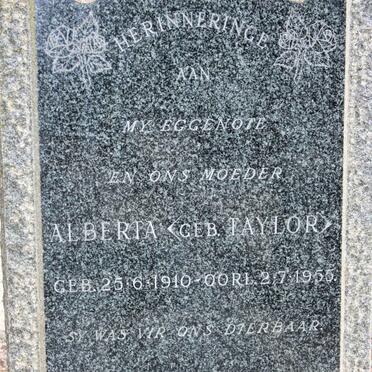 HERINNERINGE
AAN
MY EGGENOTE
EN ONS MOEDER
ALBERTA <GEB. TAYLOR>
GEB. 25·6·1910-OORL. 2·7·1955.
SY WAS VIR ONS DIERBAAR.